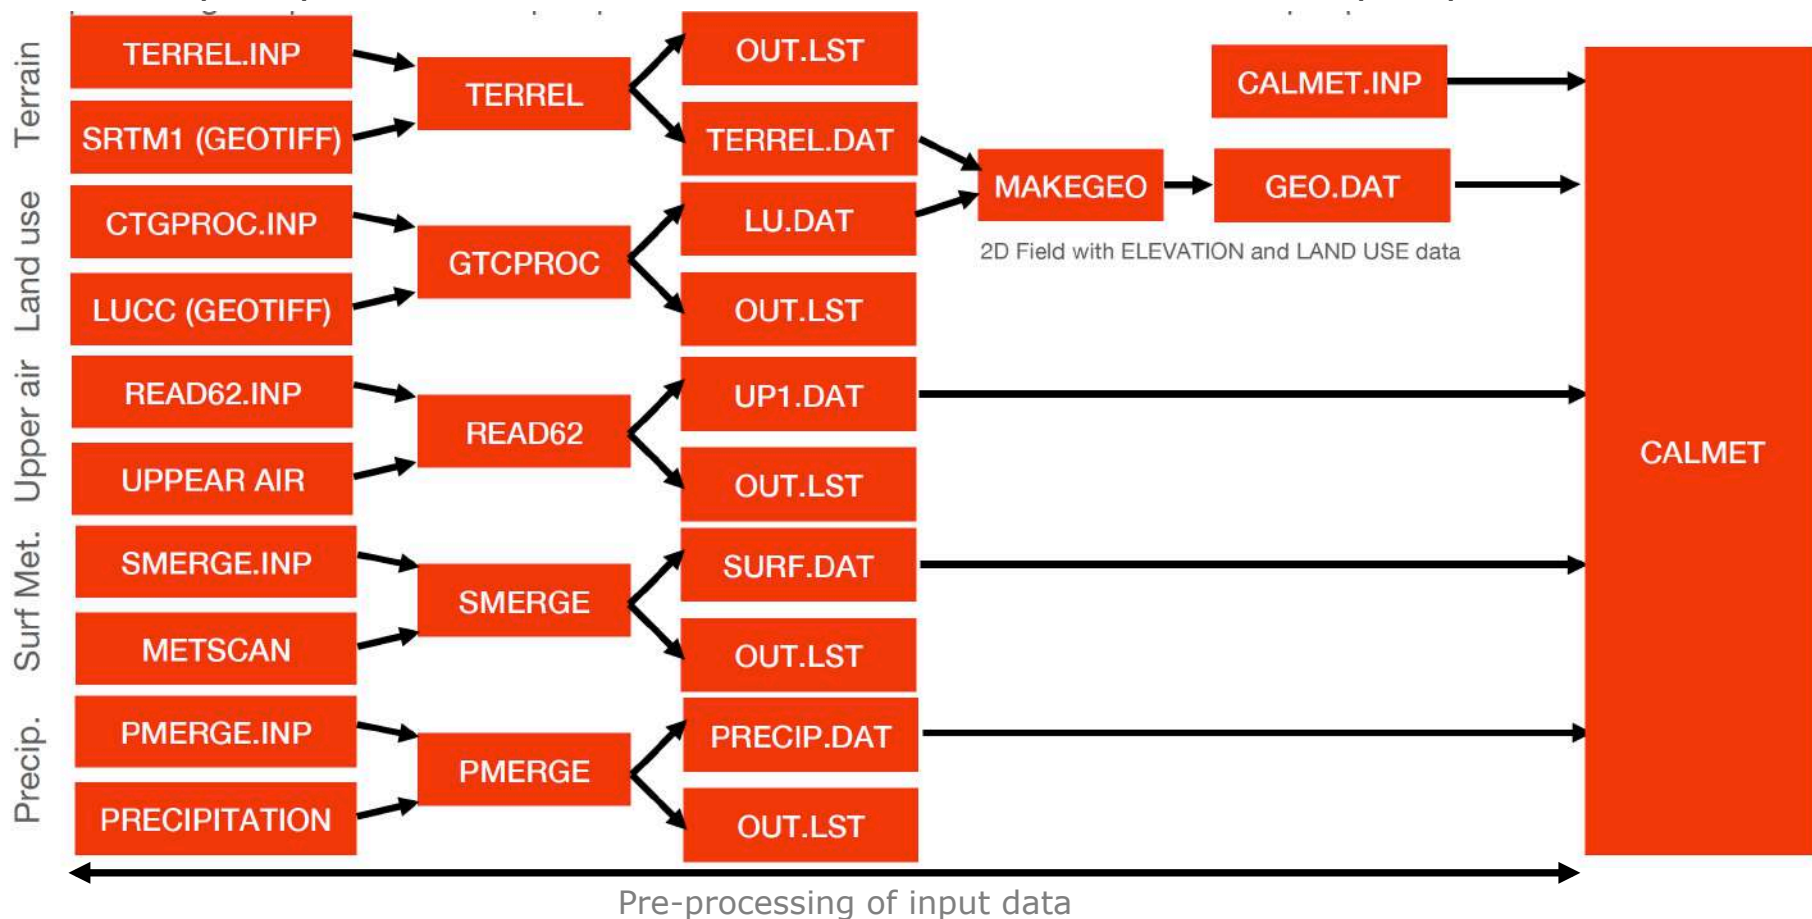 Terrain
TERREL.INP
SRTM1 (GEOTIFF)
TERREL
OUT.LST
TERREL.DAT
Land use
CTGPROC.INP
LUCC (GEOTIFF)
GTCPROC
LU.DAT
OUT.LST
MAKEGEO
GEO.DAT
CALMET.INP
2D Field with ELEVATION and LAND USE data
Upper air
READ62.INP
UPPEAR AIR
READ62
UP1.DAT
OUT.LST
Surf Met.
SMERGE.INP
METSCAN
SMERGE
SURF.DAT
OUT.LST
Precip.
PMERGE.INP
PRECIPITATION
PMERGE
PRECIP.DAT
OUT.LST
CALMET
Pre-processing of input data